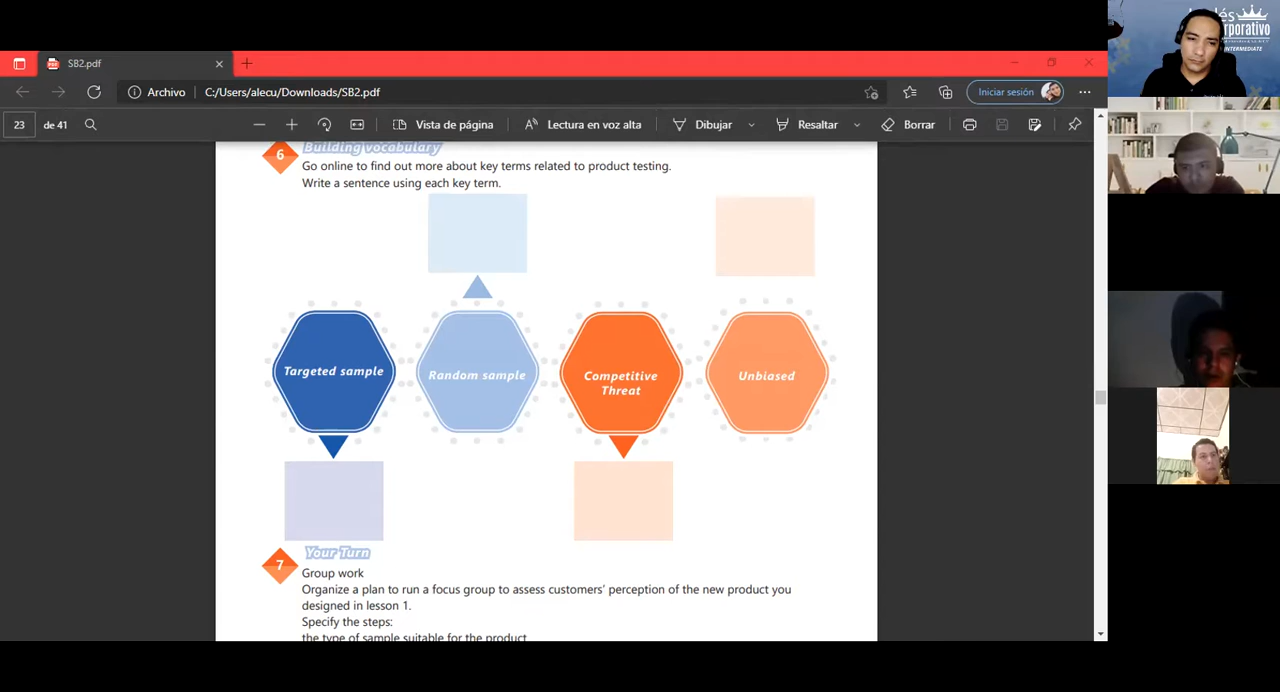 SB2.pdf
Archivo
C:/Users/alecu/Downloads/SB2.pdf
Iniciar sesión
23
de 41
Vista de página
Lectura en voz alta
Dibujar
Resaltar
Borrar
6
Building vocabulary
Go online to find out more about key terms related to product testing.
Write a sentence using each key term.
Targeted sample
Random sample
Competitive
Threat
Unbiased
7
Your Turn
Group work
Organize a plan to run a focus group to assess customers' perception of the new product you
designed in lesson 1.
Specify the steps:
the type of sample suitable for the product
INTERMEDIATE